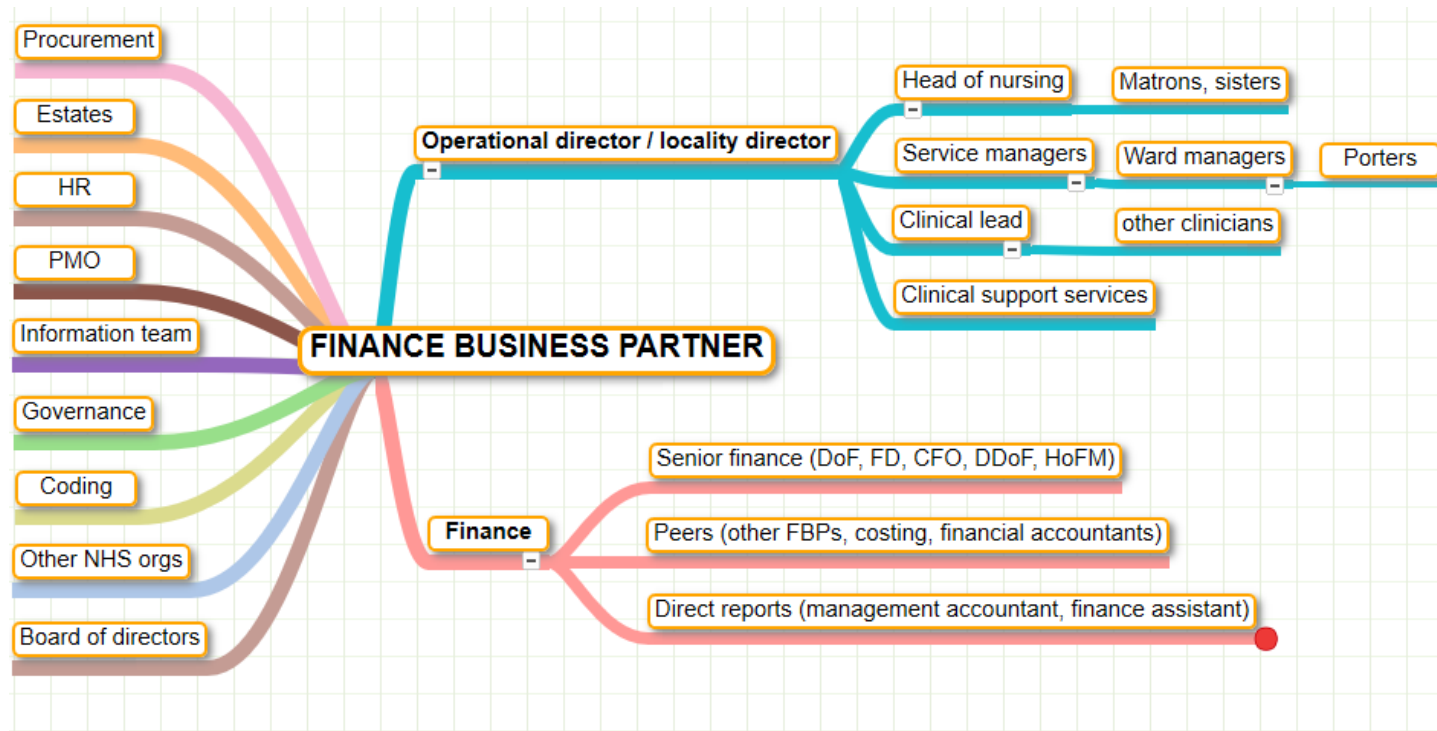 Procurement
Estates
HR
PMO
Information team
Governance
Coding
Other NHS orgs
Board of directors
FINANCE BUSINESS PARTNER
Operational director / locality director
Head of nursing
Matrons, sisters
Service managers
Ward managers
Porters
Clinical lead
other clinicians
Clinical support services
Finance
Senior finance (DoF, FD, CFO, DDoF, HoFM)
Peers (other FBPs, costing, financial accountants)
Direct reports (management accountant, finance assistant)